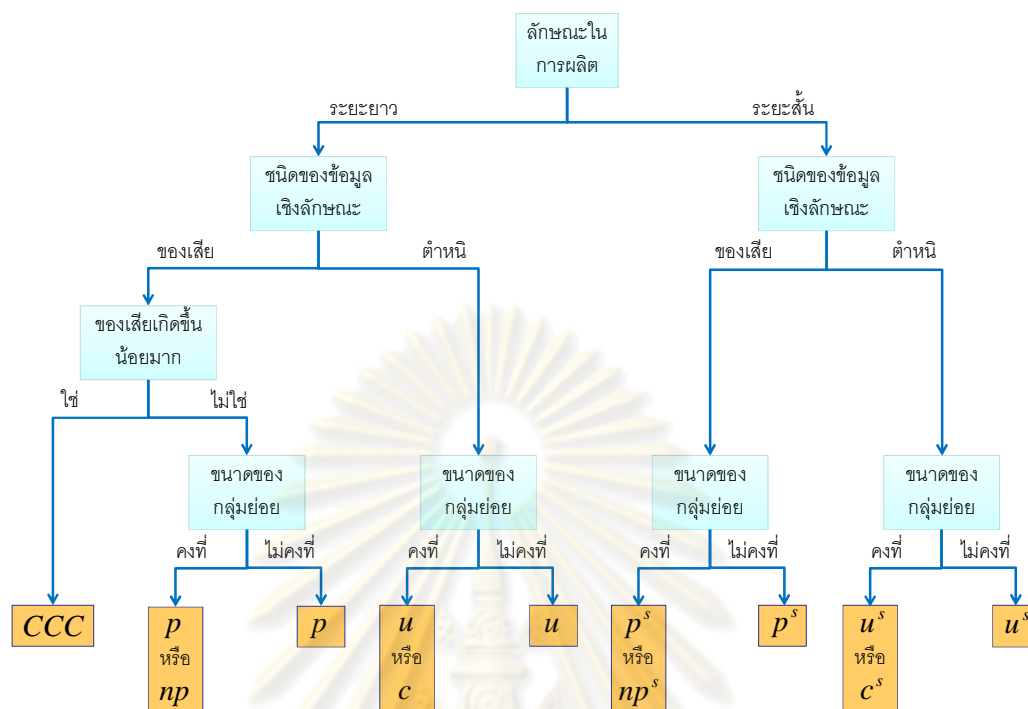 ลักษณะใน
การผลิต
ระยะยาว
ระยะสั้น
ชนิดของข้อมูล
เชิงลักษณะ
ชนิดของข้อมูล
เชิงลักษณะ
ของเสีย
ตำหนิ
ของเสีย
ตำหนิ
ของเสียเกิดขึ้น
น้อยมาก
ใช่
ไม่ใช่
ขนาดของ
กลุ่มย่อย
ขนาดของ
กลุ่มย่อย
ขนาดของ
กลุ่มย่อย
ขนาดของ
กลุ่มย่อย
คงที่
ไม่คงที่
คงที่
ไม่คงที่
คงที่
ไม่คงที่
คงที่
ไม่คงที่
CCC
p
หรือ
np
p
u
หรือ
c
u
p^s
หรือ
np^s
p^s
u^s
หรือ
c^s
u^s